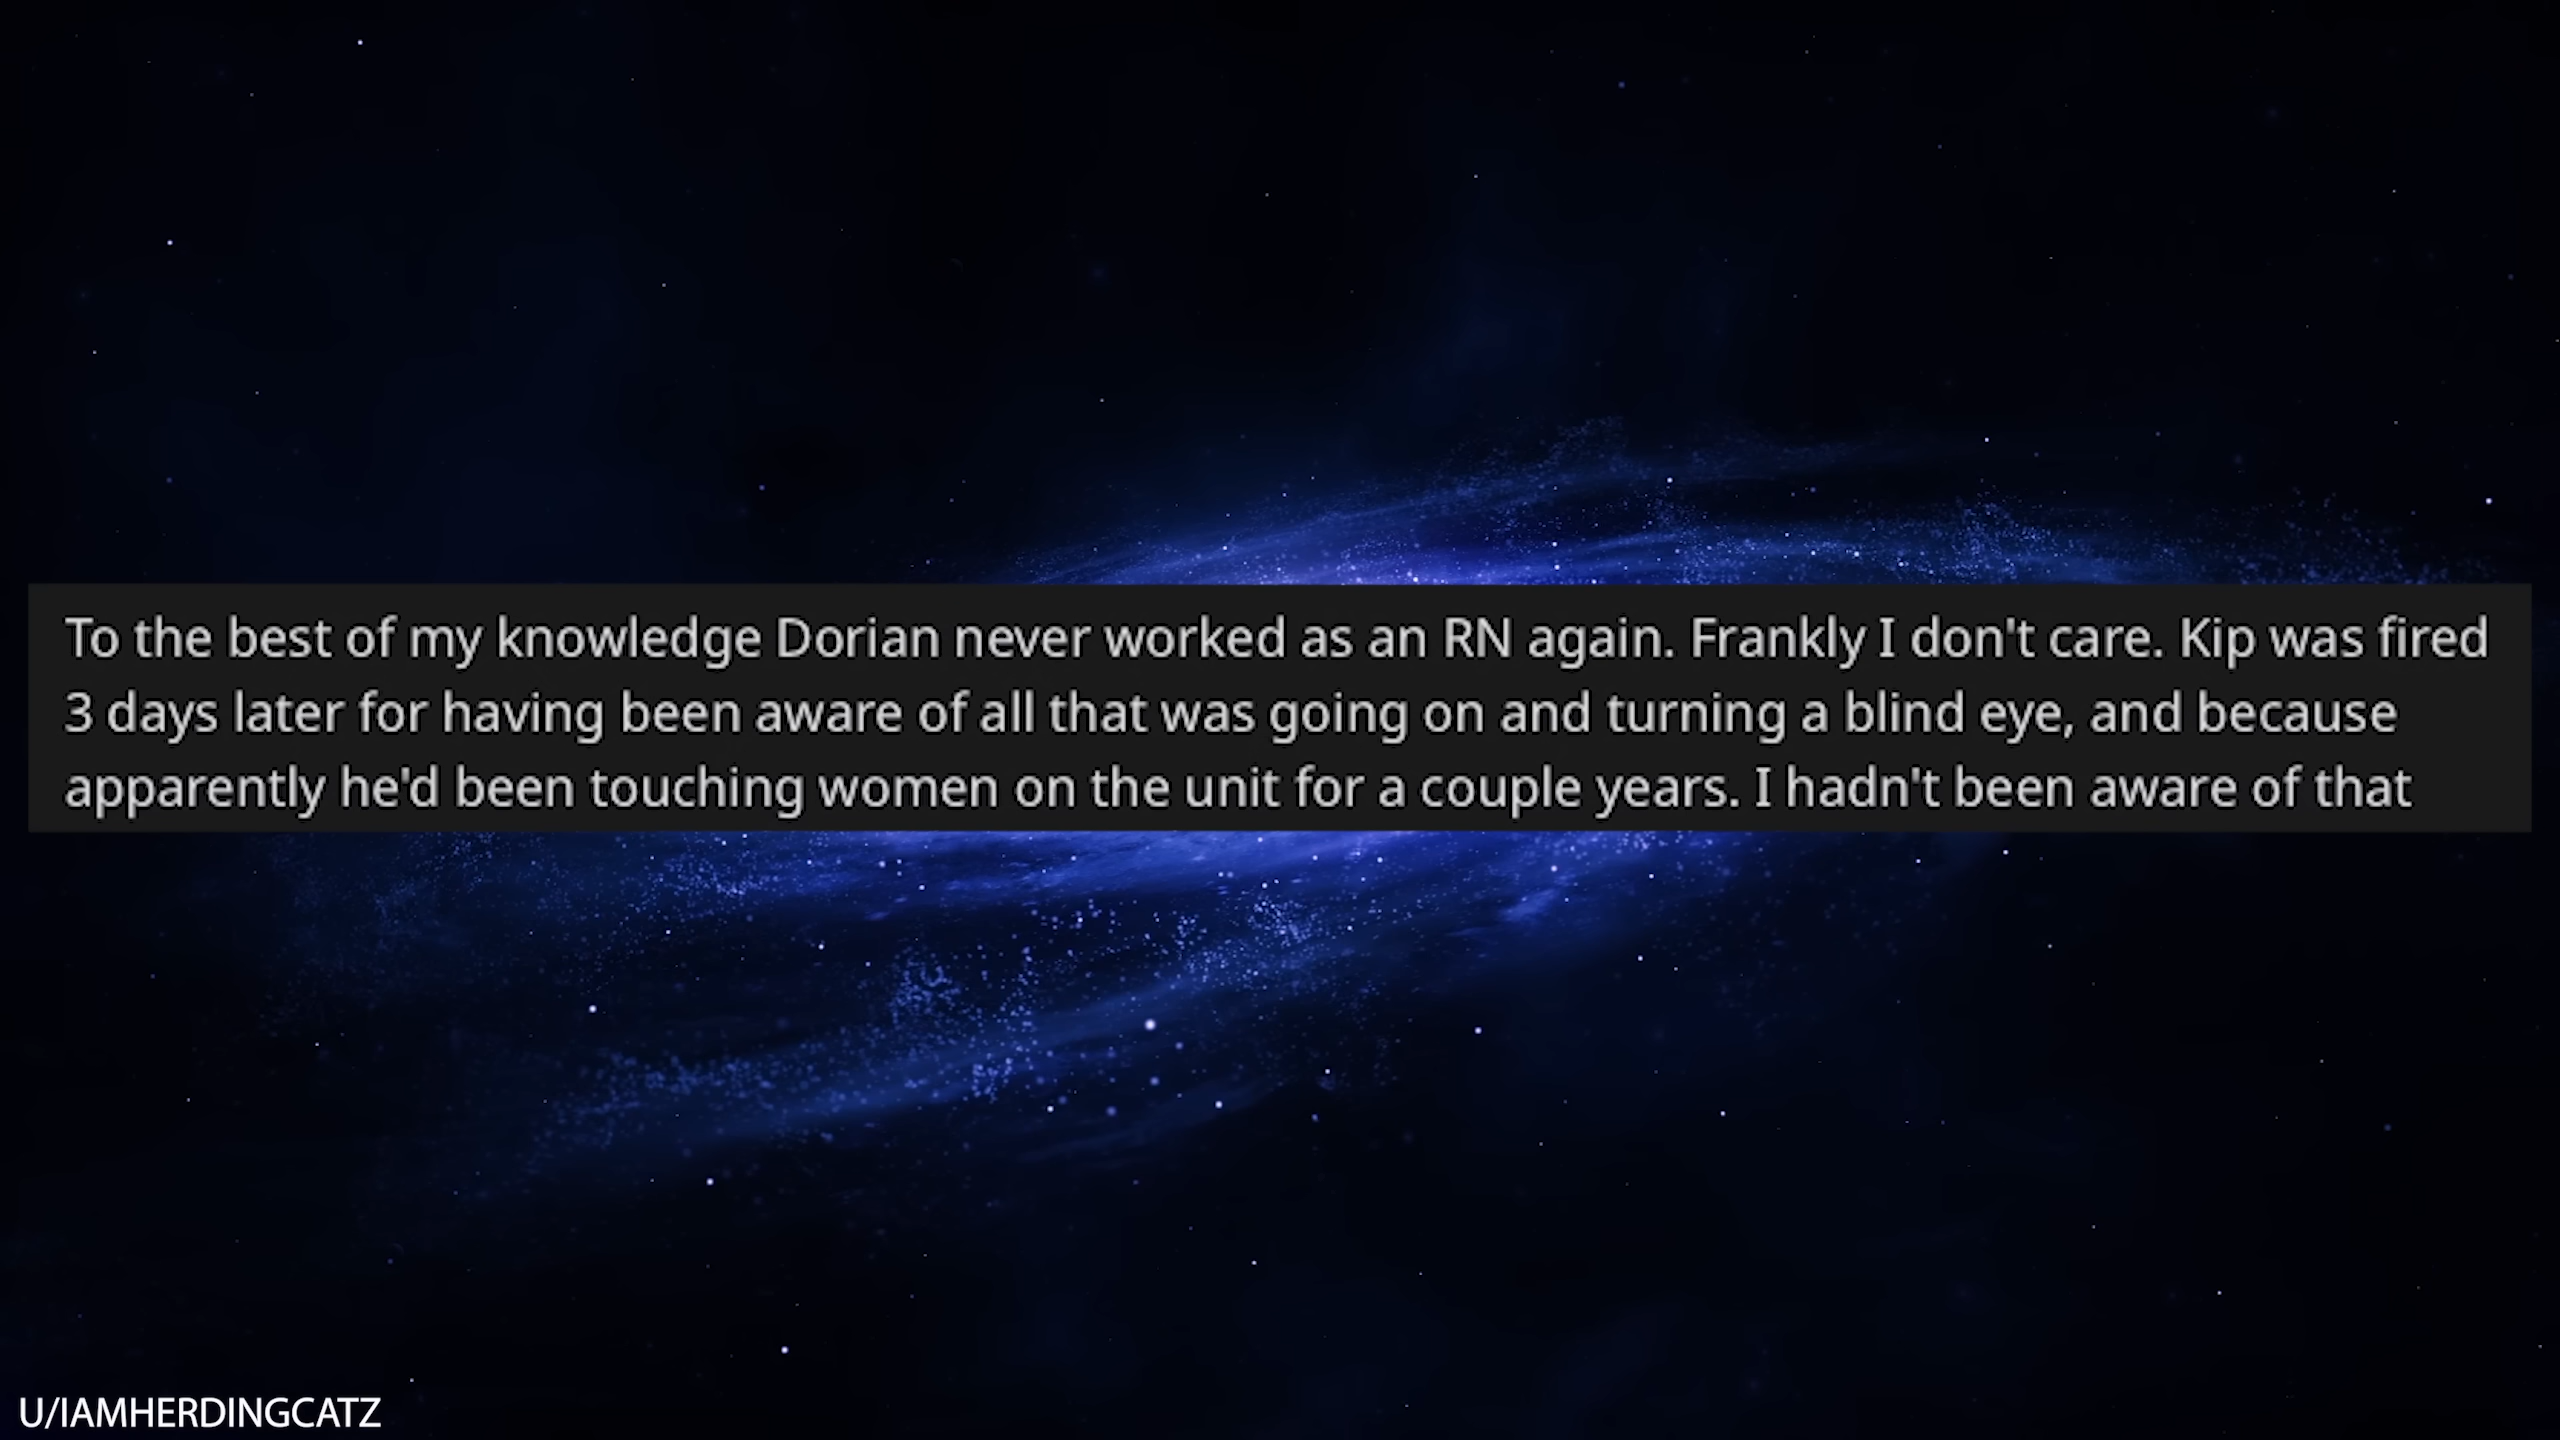 To the best of my knowledge Dorian never worked as an RN again. Frankly I don't care. Kip was fired
3 days later for having been aware of all that was going on and turning a blind eye, and because
apparently he'd been touching women on the unit for a couple years. I hadn't been aware of that
U/IAMHERDINGCATZ